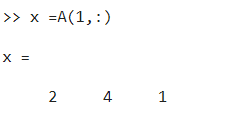 >> x =A(1,:)
x =
2 4 1